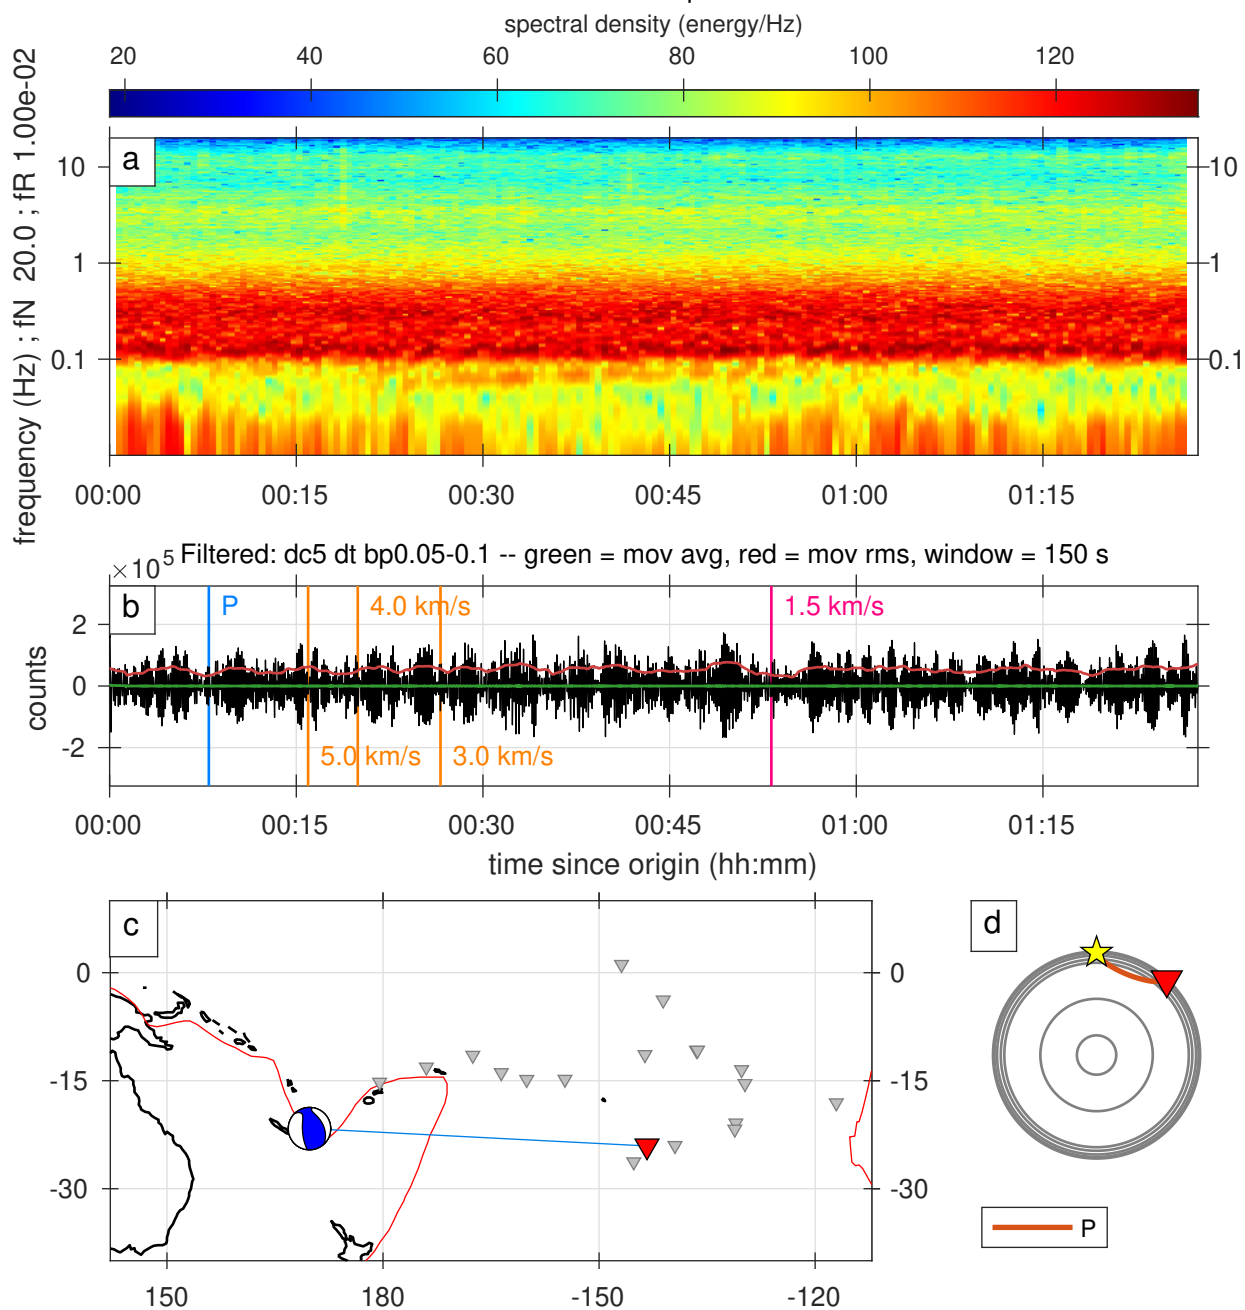 spectral density (energy/Hz)
20 40 60 80 100 120
a
frequency (Hz) ; fN 20.0 ; fR 1.00e-02
10 10
1 1
0.1 0.1
00:00 00:15 00:30 00:45 01:00 01:15
Filtered: dc5 dt bp0.05-0.1 -- green = mov avg, red = mov rms, window = 150 s
×10^5
b
P 4.0 km/s 1.5 km/s
counts
2
0
-2
5.0 km/s 3.0 km/s
00:00 00:15 00:30 00:45 01:00 01:15
time since origin (hh:mm)
c
d
0 0
-15 -15
-30 -30
150 180 -150 -120
P